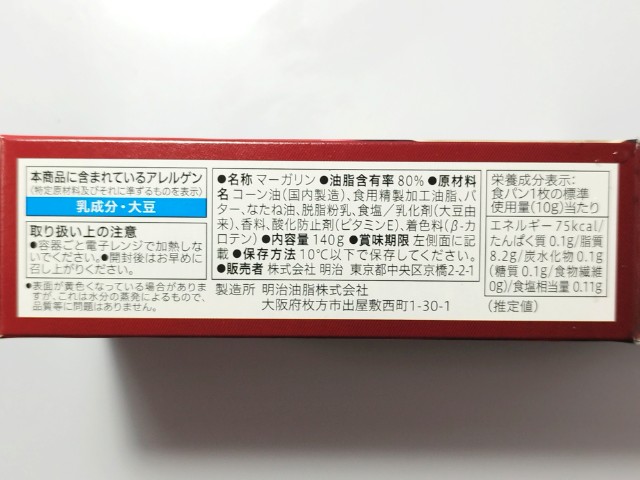 本商品に含まれているアレルゲン
(特定原材料及びそれに準ずるものを表示)
乳成分・大豆
取り扱い上の注意
●容器ごと電子レンジで加熱しな
いでください。●開封後はお早めに
召し上がりください。
●表面が黄色くなっている場合がありま
すが、これは水分の蒸発によるもので、
品質等に問題はありません。
●名称 マーガリン ●油脂含有率 80% ●原材料
名 コーン油(国内製造)、食用精製加工油脂、バ
ター、なたね油、脱脂粉乳、食塩/乳化剤(大豆由
来)、香料、酸化防止剤(ビタミンE)、着色料(β-カ
ロテン) ●内容量 140g ●賞味期限 左側面に記
載 ●保存方法 10℃以下で保存してください。
●販売者 株式会社 明治 東京都中央区京橋2-2-1
製造所 明治油脂株式会社
大阪府枚方市出屋敷西町1-30-1
栄養成分表示:
食パン1枚の標準
使用量(10g)当たり
エネルギー 75kcal/
たんぱく質 0.1g/脂質
8.2g/炭水化物 0.1g
(糖質 0.1g/食物繊維
0g)/食塩相当量 0.11g
(推定値)